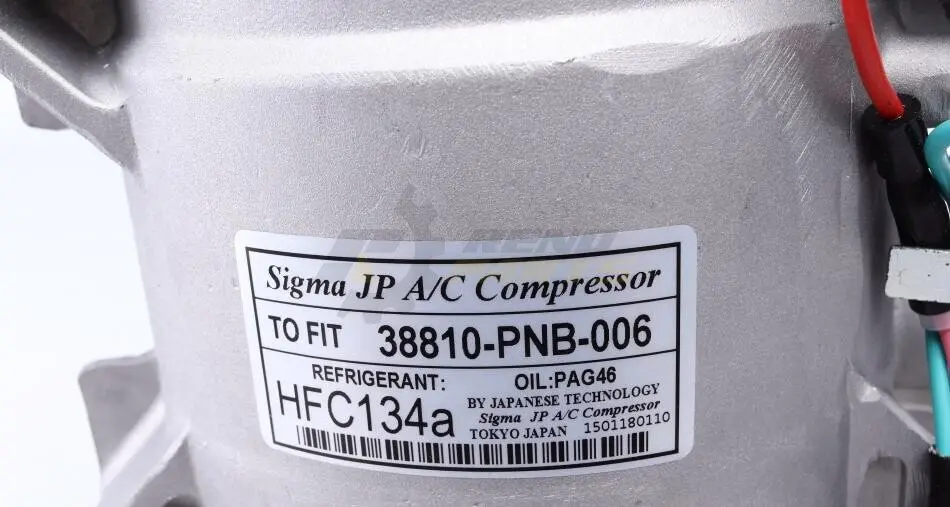 Sigma JP A/C Compressor
TO FIT 38810-PNB-006
REFRIGERANT:
HFC134a
OIL:PAG46
BY JAPANESE TECHNOLOGY
Sigma JP A/C Compressor
TOKYO JAPAN 1501180110